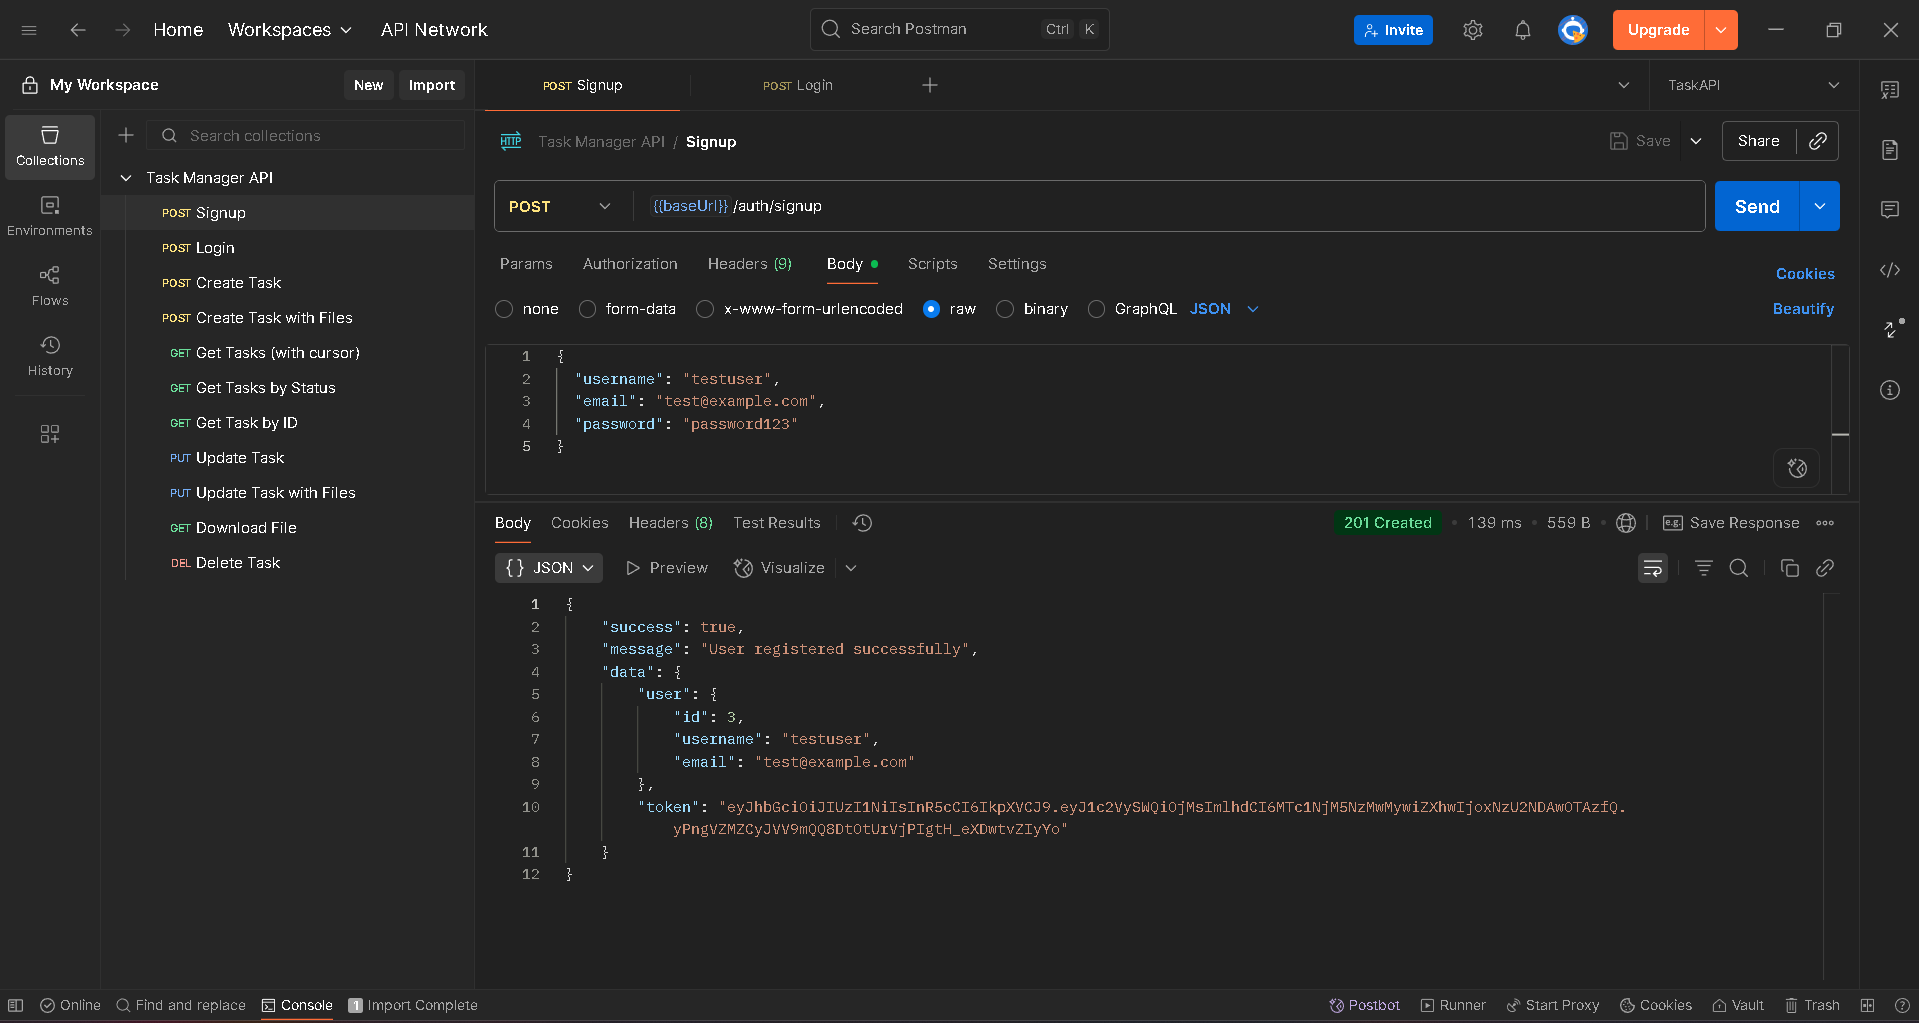 Home Workspaces API Network Search Postman Ctrl K Invite Upgrade
My Workspace New Import POST Signup POST Login TaskAPI
Collections
Environments
Flows
History
Search collections
Task Manager API
POST Signup
POST Login
POST Create Task
POST Create Task with Files
GET Get Tasks (with cursor)
GET Get Tasks by Status
GET Get Task by ID
PUT Update Task
PUT Update Task with Files
GET Download File
DEL Delete Task
HTTP Task Manager API / Signup Save Share
POST {{baseUrl}}/auth/signup Send
Params Authorization Headers (9) Body Scripts Settings Cookies
none form-data x-www-form-urlencoded raw binary GraphQL JSON Beautify
1 {
2 "username": "testuser",
3 "email": "test@example.com",
4 "password": "password123"
5 }
Body Cookies Headers (8) Test Results 201 Created 139 ms 559 B e.g. Save Response
{} JSON Preview Visualize
1 {
2 "success": true,
3 "message": "User registered successfully",
4 "data": {
5 "user": {
6 "id": 3,
7 "username": "testuser",
8 "email": "test@example.com"
9 },
10 "token": "eyJhbGciOiJIUzI1NiIsInR5cCI6IkpXVCJ9.eyJ1c2VySWQiOjMsImlhdCI6MTc1NjM5NzMwMywiZXhwIjoxNzU2NDAwOTAzfQ.
yPngVZMZCyJVV9mQQ8DtOtUrVjPIgtH_eXDwtvZIyYo"
11 }
12 }
Online Find and replace Console 1 Import Complete Postbot Runner Start Proxy Cookies Vault Trash